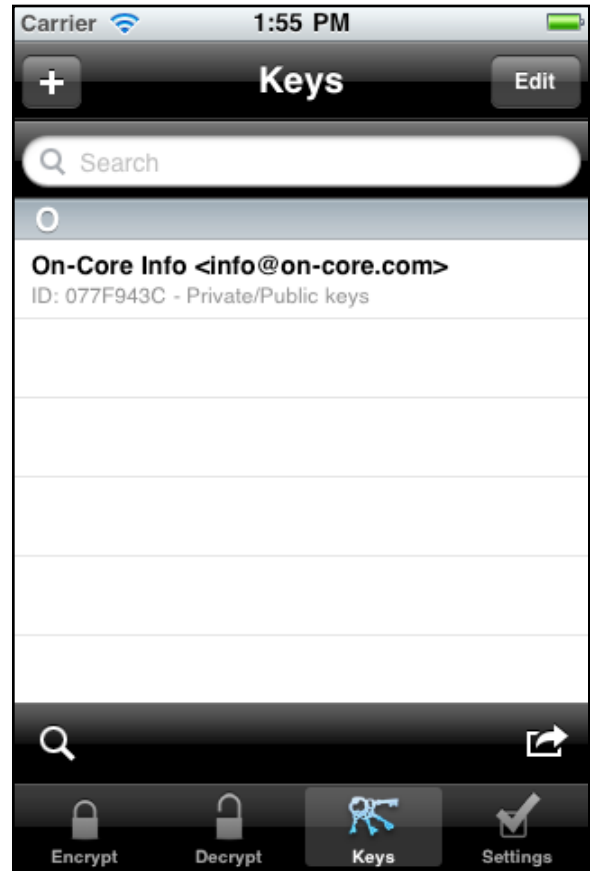 Carrier 1:55 PM
+ Keys Edit
Search
O
On-Core Info <info@on-core.com>
ID: 077F943C - Private/Public keys
Encrypt Decrypt Keys Settings